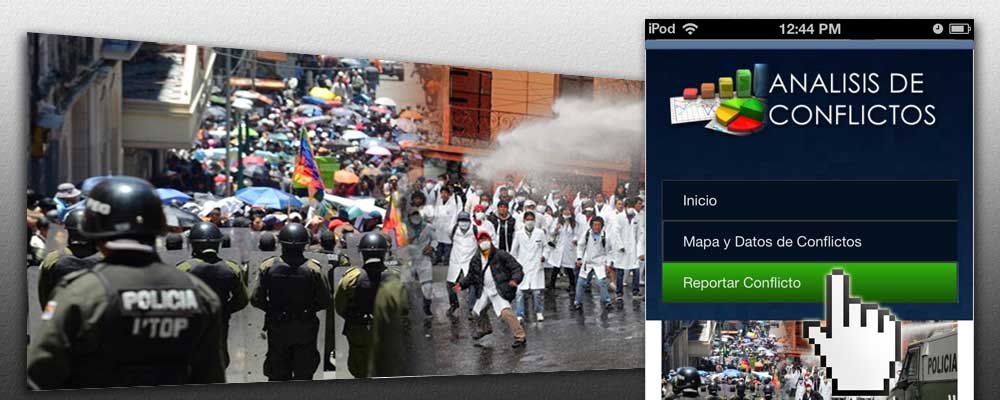 iPod 12:44 PM
ANALISIS DE
CONFLICTOS
Inicio
Mapa y Datos de Conflictos
Reportar Conflicto
POLICIA
UTOP
POLICIA